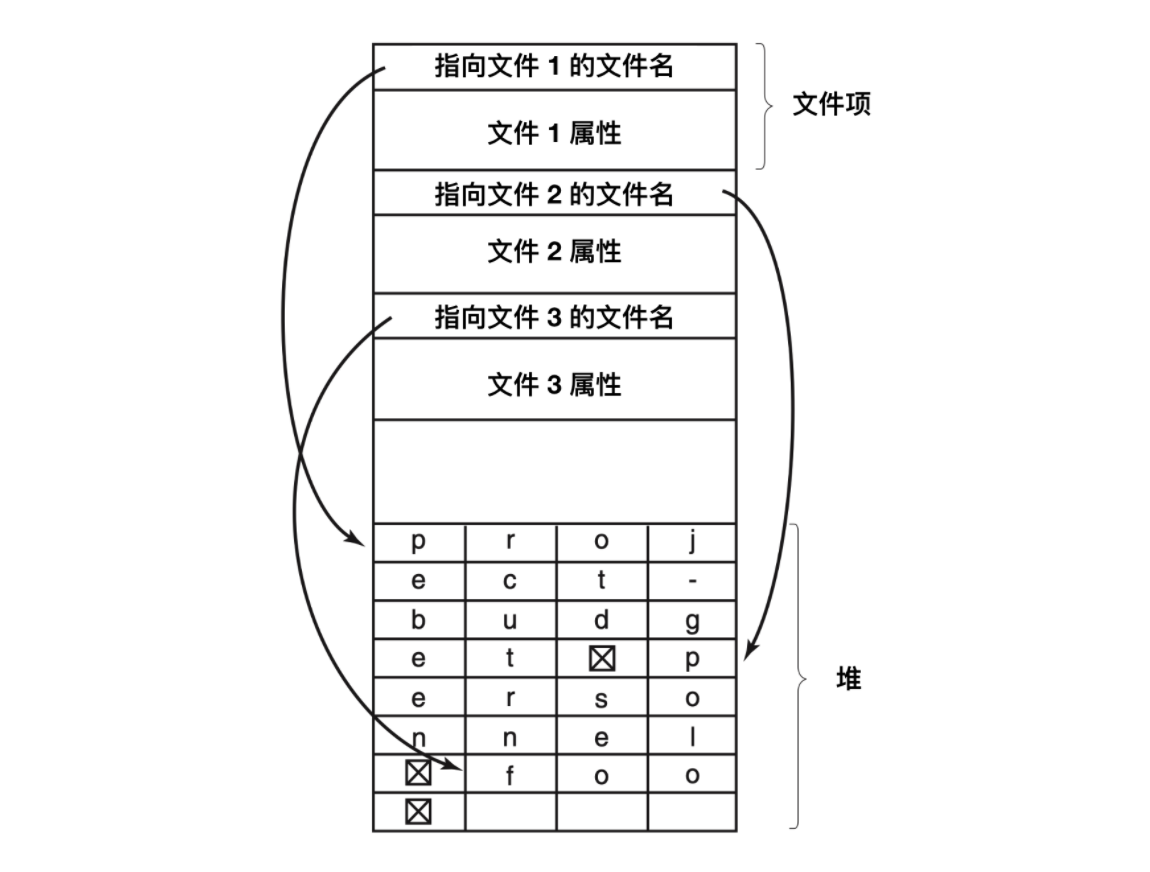 指向文件 1 的文件名
文件项
文件 1 属性
指向文件 2 的文件名
文件 2 属性
指向文件 3 的文件名
文件 3 属性
p r o j
e c t -
b u d g
e t ☒ p
e r s o
n n e l
☒ f o o
☒
堆